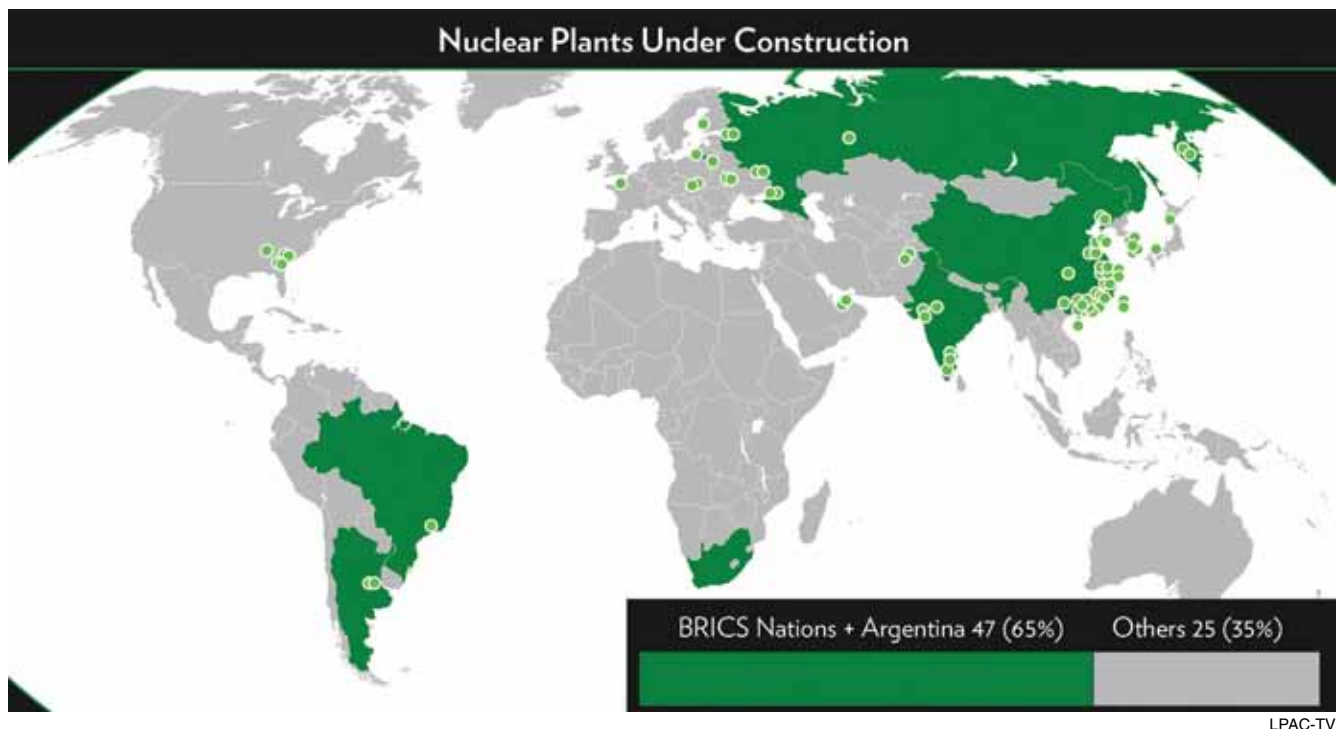 Nuclear Plants Under Construction
BRICS Nations + Argentina 47 (65%) Others 25 (35%)
LPAC-TV